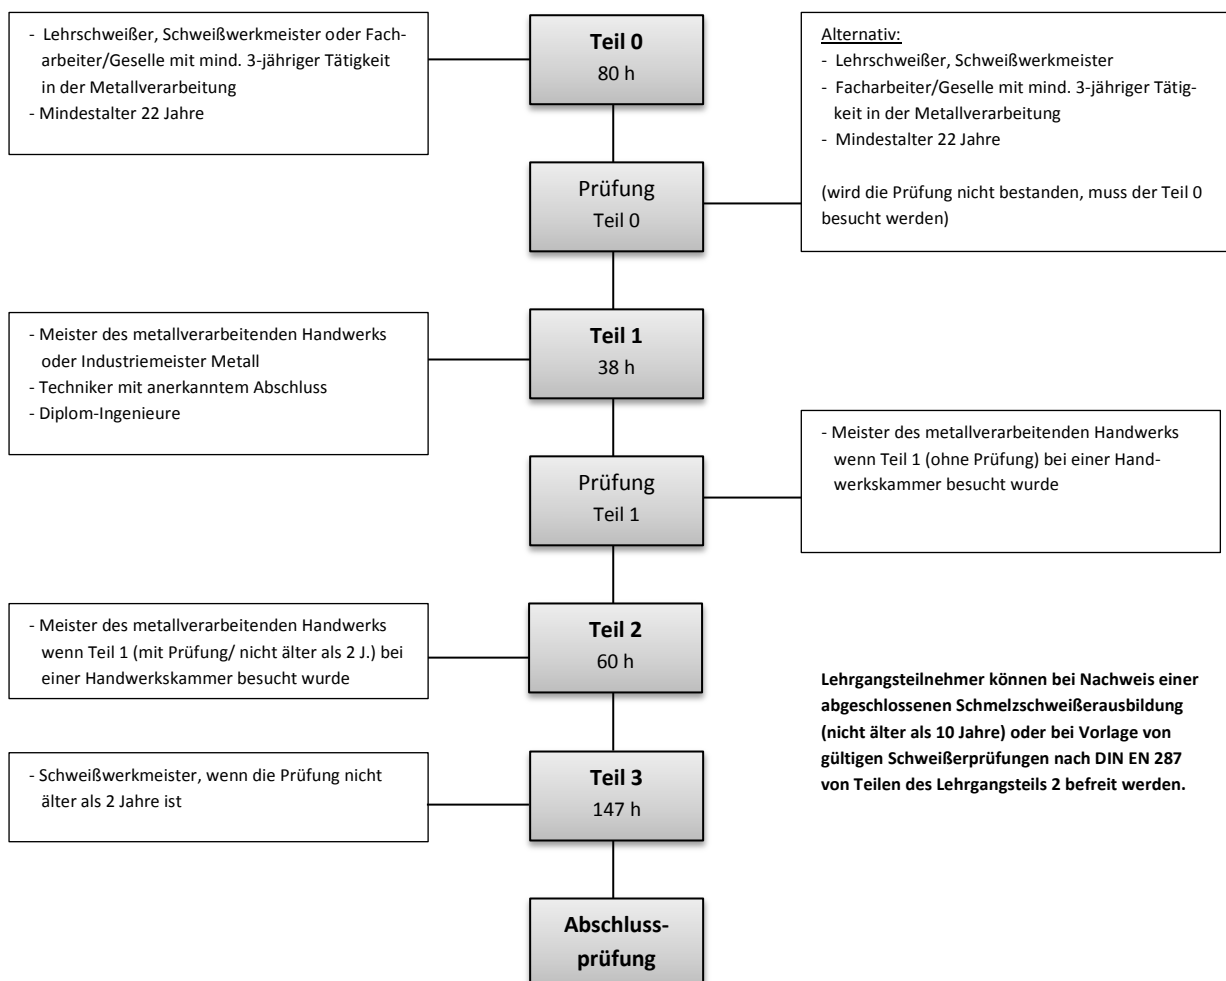 - Lehrschweißer, Schweißwerkmeister oder Fach-
arbeiter/Geselle mit mind. 3-jähriger Tätigkeit
in der Metallverarbeitung
- Mindestalter 22 Jahre
Teil 0
80 h
Alternativ:
- Lehrschweißer, Schweißwerkmeister
- Facharbeiter/Geselle mit mind. 3-jähriger Tätig-
keit in der Metallverarbeitung
- Mindestalter 22 Jahre
(wird die Prüfung nicht bestanden, muss der Teil 0
besucht werden)
Prüfung
Teil 0
- Meister des metallverarbeitenden Handwerks
oder Industriemeister Metall
- Techniker mit anerkanntem Abschluss
- Diplom-Ingenieure
Teil 1
38 h
Prüfung
Teil 1
- Meister des metallverarbeitenden Handwerks
wenn Teil 1 (ohne Prüfung) bei einer Hand-
werkskammer besucht wurde
- Meister des metallverarbeitenden Handwerks
wenn Teil 1 (mit Prüfung/ nicht älter als 2 J.) bei
einer Handwerkskammer besucht wurde
Teil 2
60 h
Lehrgangsteilnehmer können bei Nachweis einer
abgeschlossenen Schmelzschweißerausbildung
(nicht älter als 10 Jahre) oder bei Vorlage von
gültigen Schweißerprüfungen nach DIN EN 287
von Teilen des Lehrgangsteils 2 befreit werden.
- Schweißwerkmeister, wenn die Prüfung nicht
älter als 2 Jahre ist
Teil 3
147 h
Abschluss-
prüfung